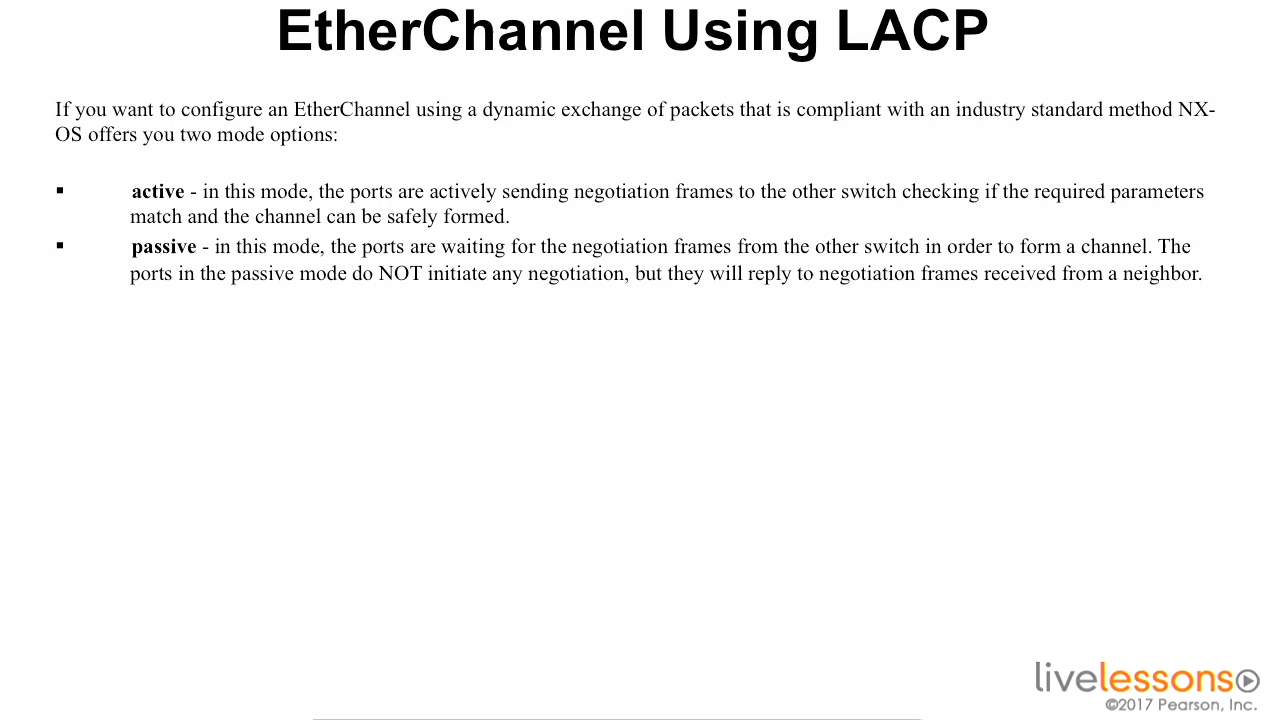 EtherChannel Using LACP
If you want to configure an EtherChannel using a dynamic exchange of packets that is compliant with an industry standard method NX-
OS offers you two mode options:
▪ active - in this mode, the ports are actively sending negotiation frames to the other switch checking if the required parameters
match and the channel can be safely formed.
▪ passive - in this mode, the ports are waiting for the negotiation frames from the other switch in order to form a channel. The
ports in the passive mode do NOT initiate any negotiation, but they will reply to negotiation frames received from a neighbor.
livelessons
©2017 Pearson, Inc.